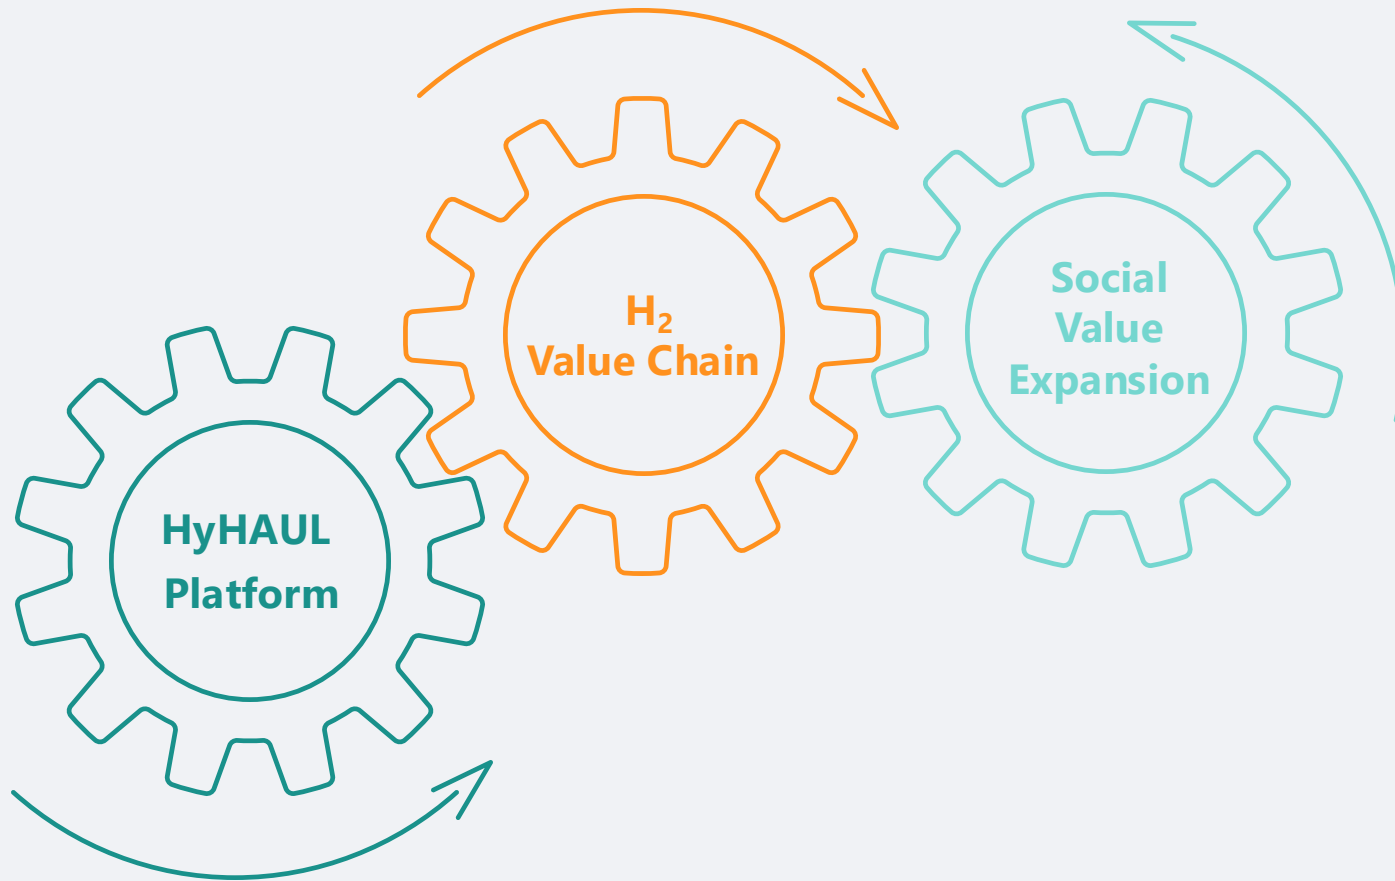 HyHAUL
Platform
H₂
Value Chain
Social
Value
Expansion